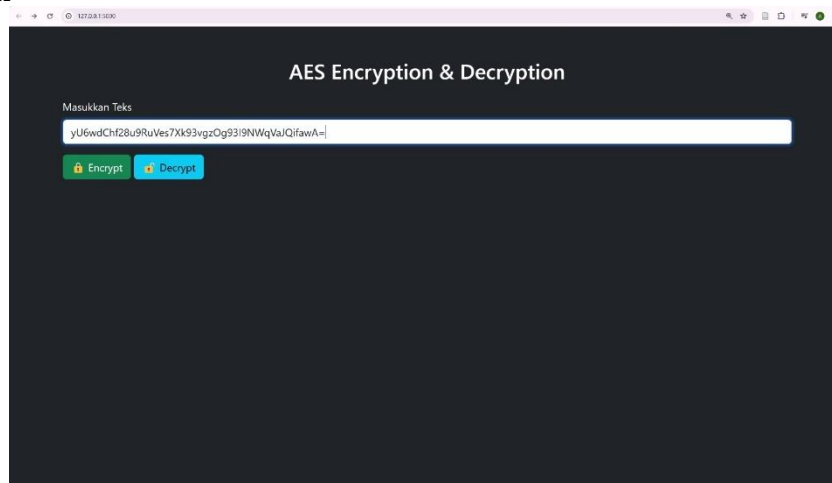 127.0.0.1:5000
AES Encryption & Decryption
Masukkan Teks
yU6wdChf28u9RuVes7Xk93vgzOg93I9NWqVaJQifawA=
Encrypt
Decrypt